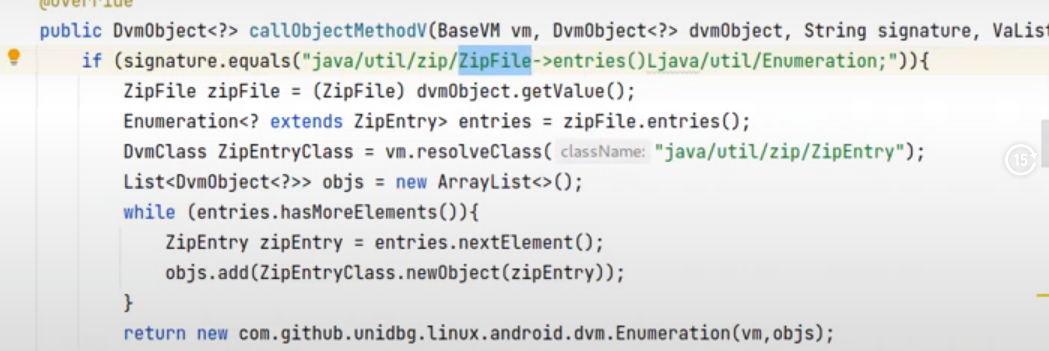 @Override
public DvmObject<?> callObjectMethodV(BaseVM vm, DvmObject<?> dvmObject, String signature, VaList
if (signature.equals("java/util/zip/ZipFile->entries()Ljava/util/Enumeration;")){
ZipFile zipFile = (ZipFile) dvmObject.getValue();
Enumeration<? extends ZipEntry> entries = zipFile.entries();
DvmClass ZipEntryClass = vm.resolveClass( className: "java/util/zip/ZipEntry");
List<DvmObject<?>> objs = new ArrayList<>();
while (entries.hasMoreElements()){
ZipEntry zipEntry = entries.nextElement();
objs.add(ZipEntryClass.newObject(zipEntry));
}
return new com.github.unidbg.linux.android.dvm.Enumeration(vm,objs);
15